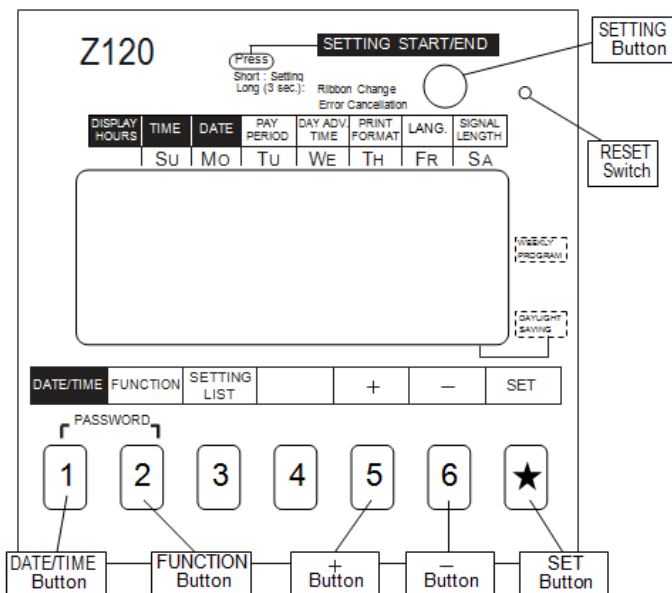 Z120
SETTING START/END
Press
Short : Setting
Long (3 sec.): Ribbon Change
Error Cancellation
SETTING
Button
RESET
Switch
DISPLAY
HOURS
TIME
DATE
PAY
PERIOD
DAY ADV.
TIME
PRINT
FORMAT
LANG.
SIGNAL
LENGTH
SU MO TU WE TH FR SA
WEEKLY
PROGRAM
DAYLIGHT
SAVING
DATE/TIME
FUNCTION
SETTING
LIST
+
−
SET
PASSWORD
1 2 3 4 5 6 ★
DATE/TIME
Button
FUNCTION
Button
+
Button
−
Button
SET
Button